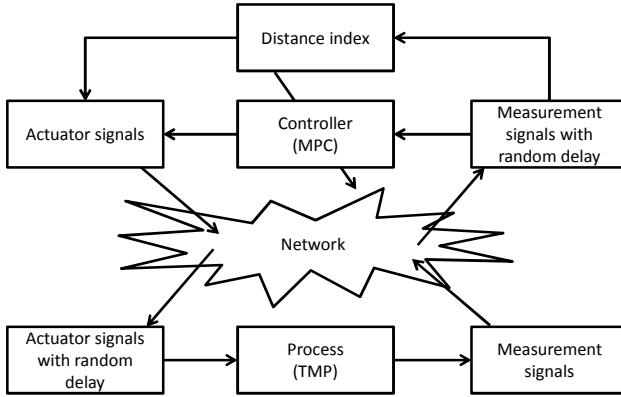 Distance index
Actuator signals
Controller
(MPC)
Measurement
signals with
random delay
Network
Actuator signals
with random
delay
Process
(TMP)
Measurement
signals